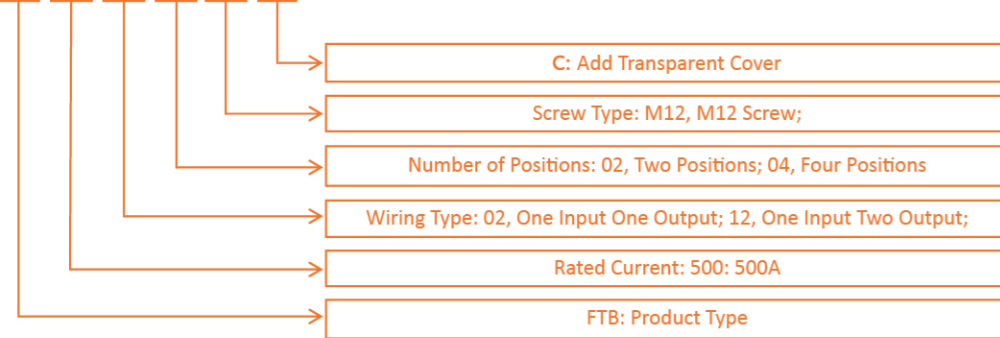 C: Add Transparent Cover
Screw Type: M12, M12 Screw;
Number of Positions: 02, Two Positions; 04, Four Positions
Wiring Type: 02, One Input One Output; 12, One Input Two Output;
Rated Current: 500: 500A
FTB: Product Type